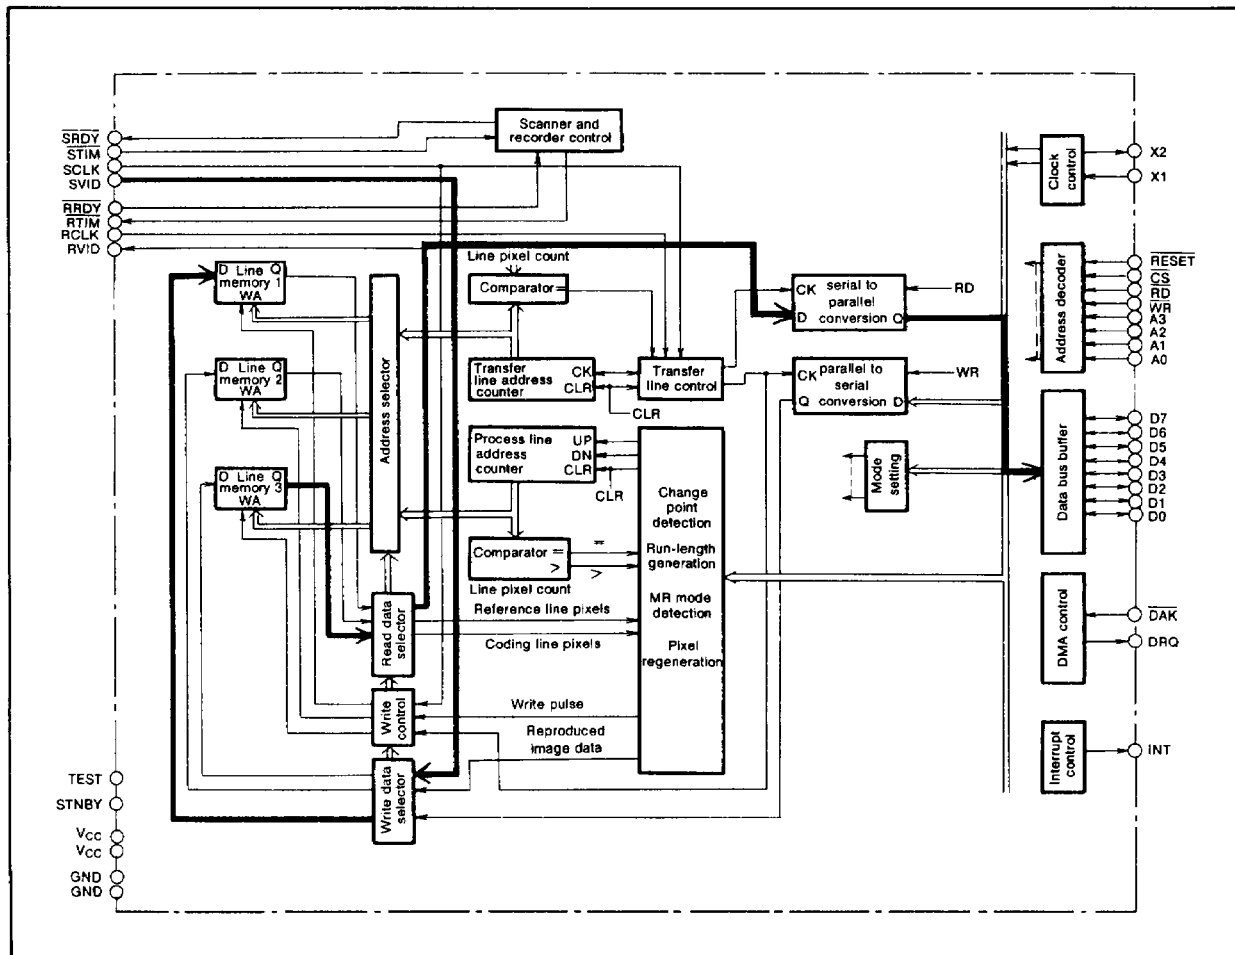 SRDY
STIM
SCLK
SVID
RRDY
RTIM
RCLK
RVID
TEST
STNBY
VCC
VCC
GND
GND
Scanner and
recorder control
D Line Q
memory 1
WA
D Line Q
memory 2
WA
D Line Q
memory 3
WA
Address selector
Read data
selector
Write
control
Write data
selector
Line pixel count
Comparator =
Transfer CK
line address
counter CLR
CLR
Transfer
line control
Process line UP
address DN
counter CLR
CLR
Comparator =
>
=
>
Line pixel count
Reference line pixels
Coding line pixels
Write pulse
Reproduced
image data
Change
point
detection
Run-length
generation
MR mode
detection
Pixel
regeneration
CK serial to
parallel
D conversion Q
RD
CK parallel to
serial
Q conversion D
WR
Mode
setting
Clock
control
Address decoder
Data bus buffer
DMA control
Interrupt
control
X2
X1
RESET
CS
RD
WR
A3
A2
A1
A0
D7
D6
D5
D4
D3
D2
D1
D0
DAK
DRQ
INT